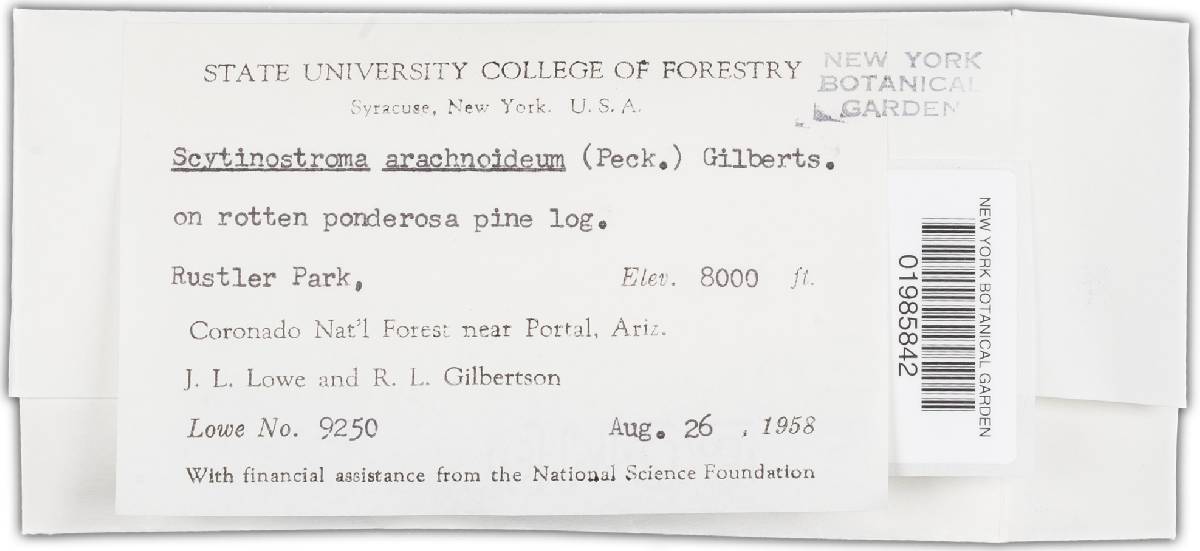 STATE UNIVERSITY COLLEGE OF FORESTRY
Syracuse, New York. U. S. A.
NEW YORK
BOTANICAL
GARDEN
Scytinostroma arachnoideum (Peck.) Gilberts.
on rotten ponderosa pine log.
Rustler Park, Elev. 8000 ft.
Coronado Nat'l Forest near Portal, Ariz.
J. L. Lowe and R. L. Gilbertson
Lowe No. 9250 Aug. 26 , 1958
With financial assistance from the National Science Foundation
NEW YORK BOTANICAL GARDEN
01985842